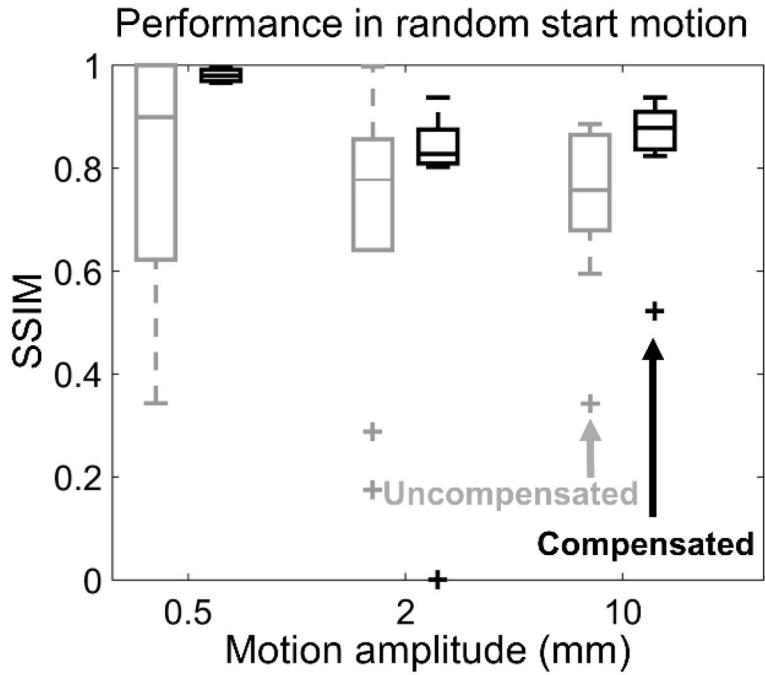 Performance in random start motion
1
0.8
0.6
0.4
0.2
0
SSIM
Uncompensated
Compensated
0.5 2 10
Motion amplitude (mm)